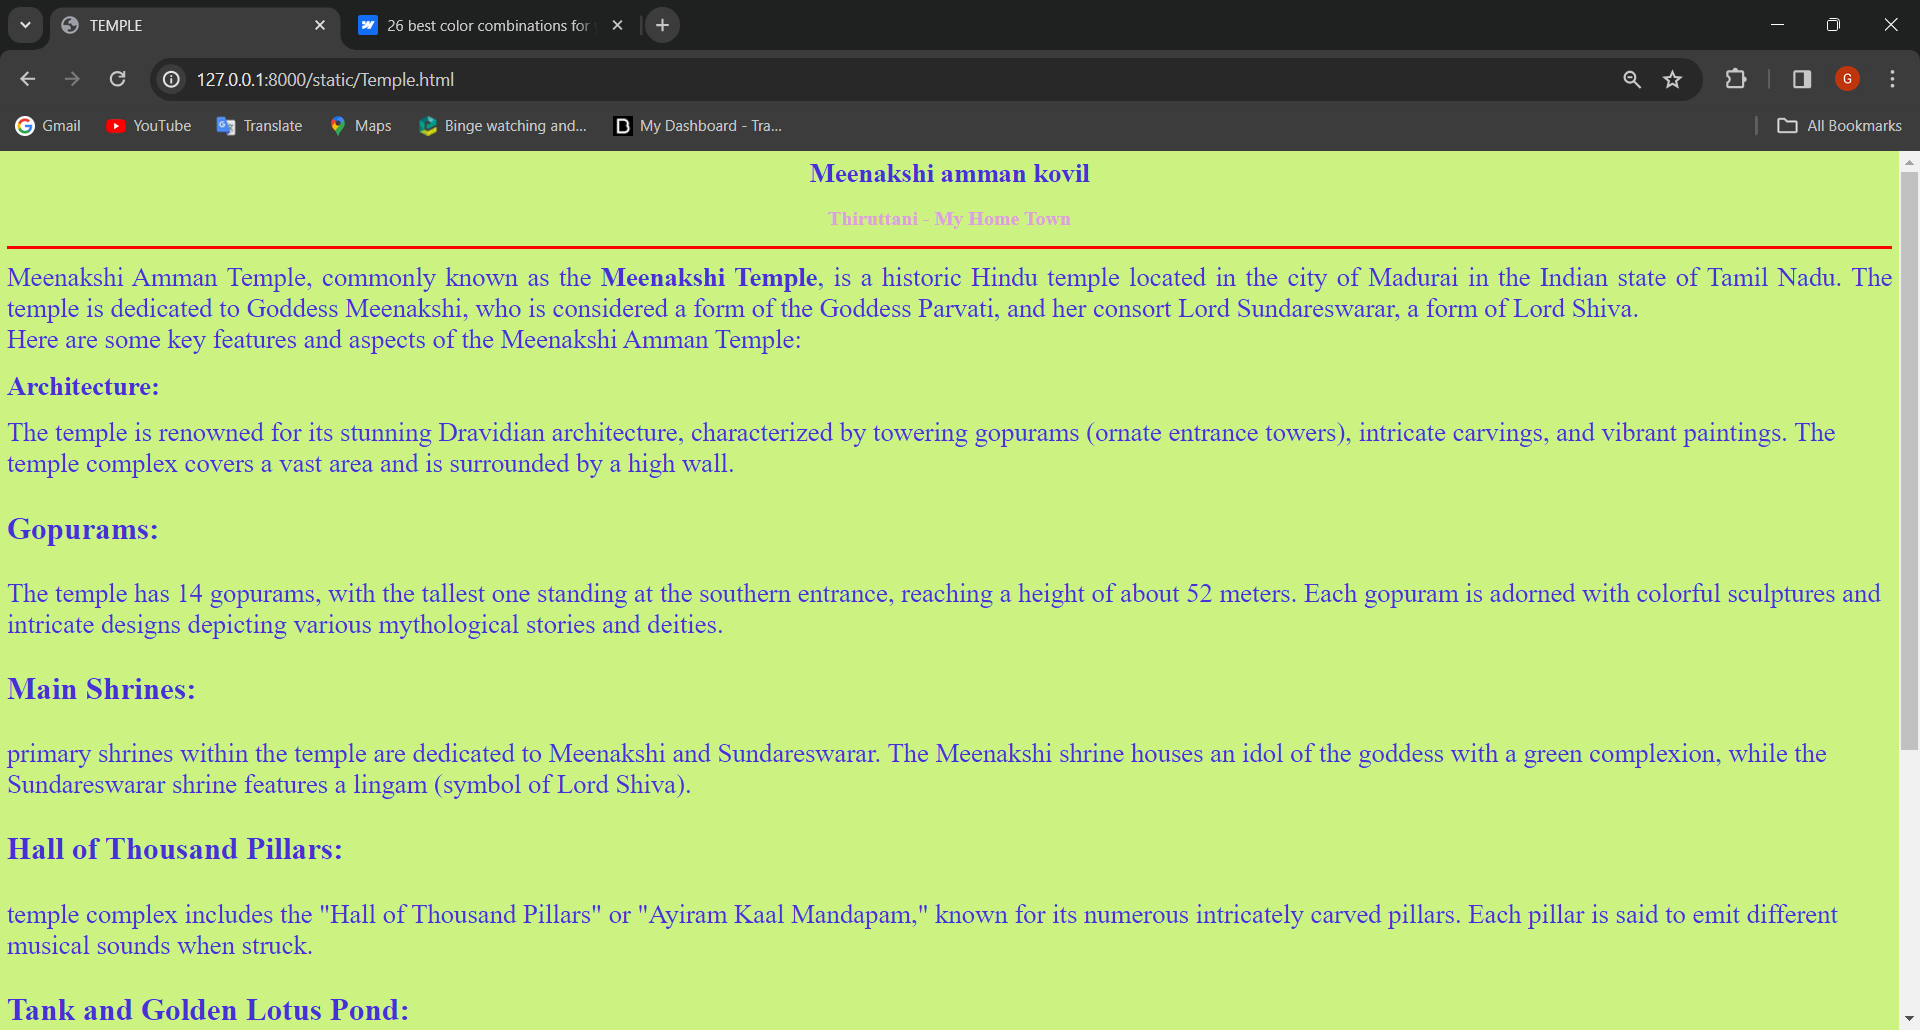 TEMPLE
26 best color combinations for
127.0.0.1:8000/static/Temple.html
G
Gmail
YouTube
Translate
Maps
Binge watching and...
My Dashboard - Tra...
All Bookmarks
Meenakshi amman kovil
Thiruttani - My Home Town
Meenakshi Amman Temple, commonly known as the Meenakshi Temple, is a historic Hindu temple located in the city of Madurai in the Indian state of Tamil Nadu. The
temple is dedicated to Goddess Meenakshi, who is considered a form of the Goddess Parvati, and her consort Lord Sundareswarar, a form of Lord Shiva.
Here are some key features and aspects of the Meenakshi Amman Temple:
Architecture:
The temple is renowned for its stunning Dravidian architecture, characterized by towering gopurams (ornate entrance towers), intricate carvings, and vibrant paintings. The
temple complex covers a vast area and is surrounded by a high wall.
Gopurams:
The temple has 14 gopurams, with the tallest one standing at the southern entrance, reaching a height of about 52 meters. Each gopuram is adorned with colorful sculptures and
intricate designs depicting various mythological stories and deities.
Main Shrines:
primary shrines within the temple are dedicated to Meenakshi and Sundareswarar. The Meenakshi shrine houses an idol of the goddess with a green complexion, while the
Sundareswarar shrine features a lingam (symbol of Lord Shiva).
Hall of Thousand Pillars:
temple complex includes the "Hall of Thousand Pillars" or "Ayiram Kaal Mandapam," known for its numerous intricately carved pillars. Each pillar is said to emit different
musical sounds when struck.
Tank and Golden Lotus Pond: